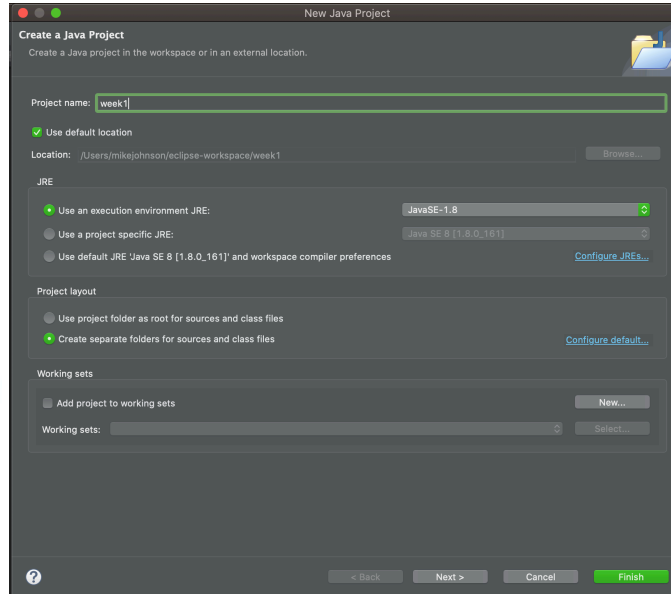 New Java Project
Create a Java Project
Create a Java project in the workspace or in an external location.
Project name: week1
Use default location
Location: /Users/mikejohnson/eclipse-workspace/week1 Browse...
JRE
Use an execution environment JRE: JavaSE-1.8
Use a project specific JRE: Java SE 8 [1.8.0_161]
Use default JRE 'Java SE 8 [1.8.0_161]' and workspace compiler preferences Configure JREs...
Project layout
Use project folder as root for sources and class files
Create separate folders for sources and class files Configure default...
Working sets
Add project to working sets New...
Working sets: Select...
? < Back Next > Cancel Finish